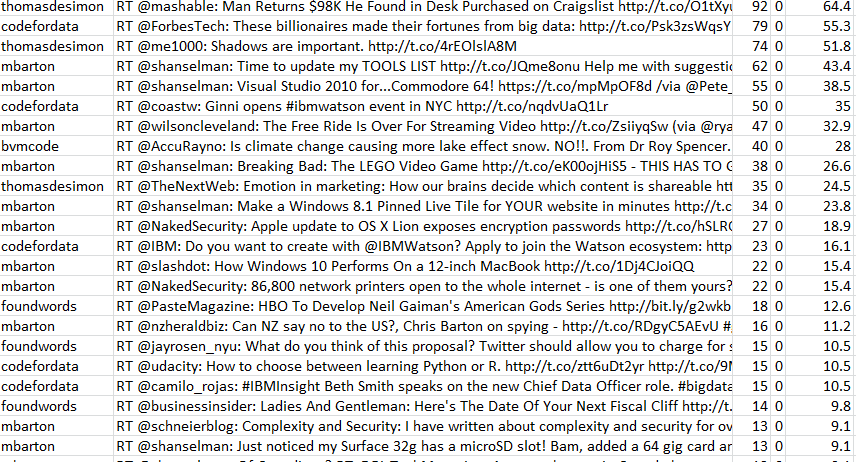 thomasdesimon RT @mashable: Man Returns $98K He Found in Desk Purchased on Craigslist 92 0 64.4
codefordata RT @ForbesTech: These billionaires made their fortunes from big data: http://t.co/Psk3zsWqsY 79 0 55.3
thomasdesimon RT @me1000: Shadows are important. http://t.co/4rEOlslA8M 74 0 51.8
mbarton RT @shanselman: Time to update my TOOLS LIST http://t.co/JQme8onu Help me with suggestic 62 0 43.4
mbarton RT @shanselman: Visual Studio 2010 for...Commodore 64! https://t.co/mpMpOF8d /via @Pete_ 55 0 38.5
codefordata RT @coastw: Ginni opens #ibmwatson event in NYC http://t.co/nqdvUaQ1Lr 50 0 35
mbarton RT @wilsoncleveland: The Free Ride Is Over For Streaming Video http://t.co/ZsiiyqSw (via @rya 47 0 32.9
bvmcode RT @AccuRayno: Is climate change causing more lake effect snow. NO!!. From Dr Roy Spencer. 40 0 28
mbarton RT @shanselman: Breaking Bad: The LEGO Video Game http://t.co/eK00ojHiS5 - THIS HAS TO G 38 0 26.6
thomasdesimon RT @TheNextWeb: Emotion in marketing: How our brains decide which content is shareable htt 35 0 24.5
mbarton RT @shanselman: Make a Windows 8.1 Pinned Live Tile for YOUR website in minutes http://t.c 34 0 23.8
mbarton RT @NakedSecurity: Apple update to OS X Lion exposes encryption passwords http://t.co/hSLR 27 0 18.9
codefordata RT @IBM: Do you want to create with @IBMWatson? Apply to join the Watson ecosystem: http 23 0 16.1
mbarton RT @slashdot: How Windows 10 Performs On a 12-inch MacBook http://t.co/1Dj4CJoiQQ 22 0 15.4
mbarton RT @NakedSecurity: 86,800 network printers open to the whole internet - is one of them yours? 22 0 15.4
foundwords RT @PasteMagazine: HBO To Develop Neil Gaiman's American Gods Series http://bit.ly/g2wkb 18 0 12.6
mbarton RT @nzheraldbiz: Can NZ say no to the US?, Chris Barton on spying - http://t.co/RDgyC5AEvU # 16 0 11.2
foundwords RT @jayrosen_nyu: What do you think of this proposal? Twitter should allow you to charge for s 15 0 10.5
codefordata RT @udacity: How to choose between learning Python or R. http://t.co/ztt6uDt2yr http://t.co/9 15 0 10.5
codefordata RT @camilo_rojas: #IBMInsight Beth Smith speaks on the new Chief Data Officer role. #bigdata 15 0 10.5
foundwords RT @businessinsider: Ladies And Gentleman: Here's The Date Of Your Next Fiscal Cliff http://t. 14 0 9.8
mbarton RT @schneierblog: Complexity and Security: I have written about complexity and security for ov 13 0 9.1
mbarton RT @shanselman: Just noticed my Surface 32g has a microSD slot! Bam, added a 64 gig card ar 13 0 9.1